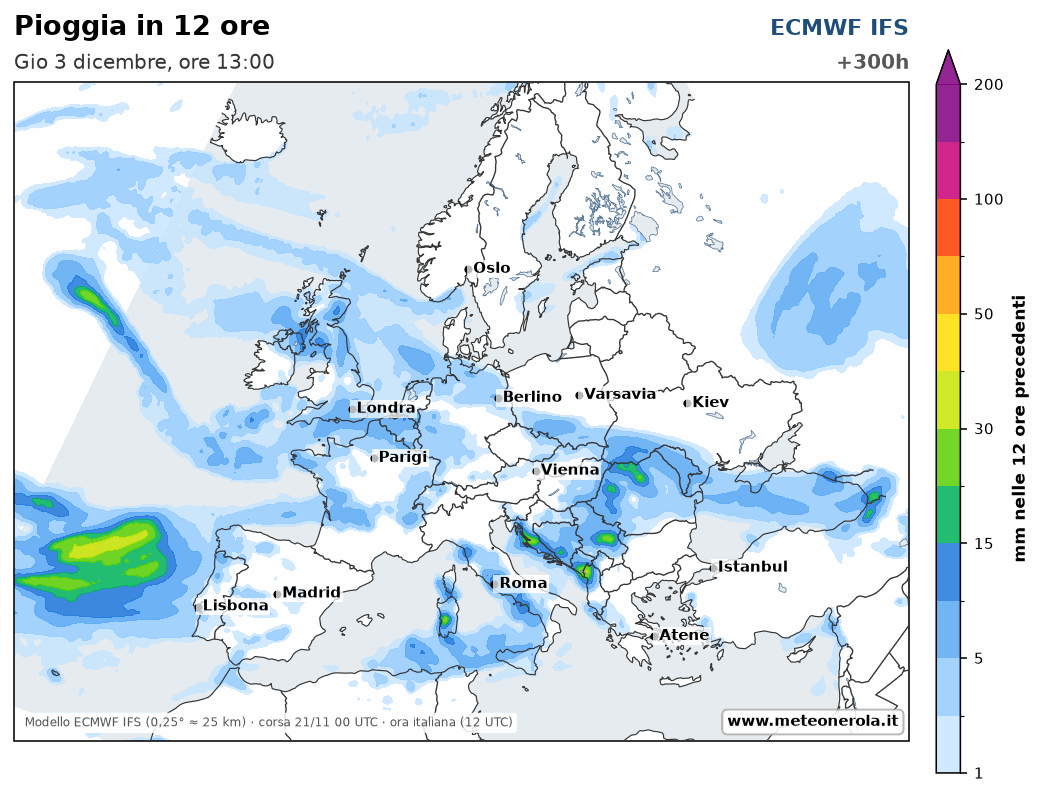 Pioggia in 12 ore
ECMWF IFS
Gio 3 dicembre, ore 13:00
+300h
200
100
50
30
15
5
1
mm nelle 12 ore precedenti
Oslo
Berlino
Varsavia
Kiev
Londra
Parigi
Vienna
Istanbul
Roma
Madrid
Lisbona
Atene
Modello ECMWF IFS (0,25° ≈ 25 km) · corsa 21/11 00 UTC · ora italiana (12 UTC)
www.meteonerola.it